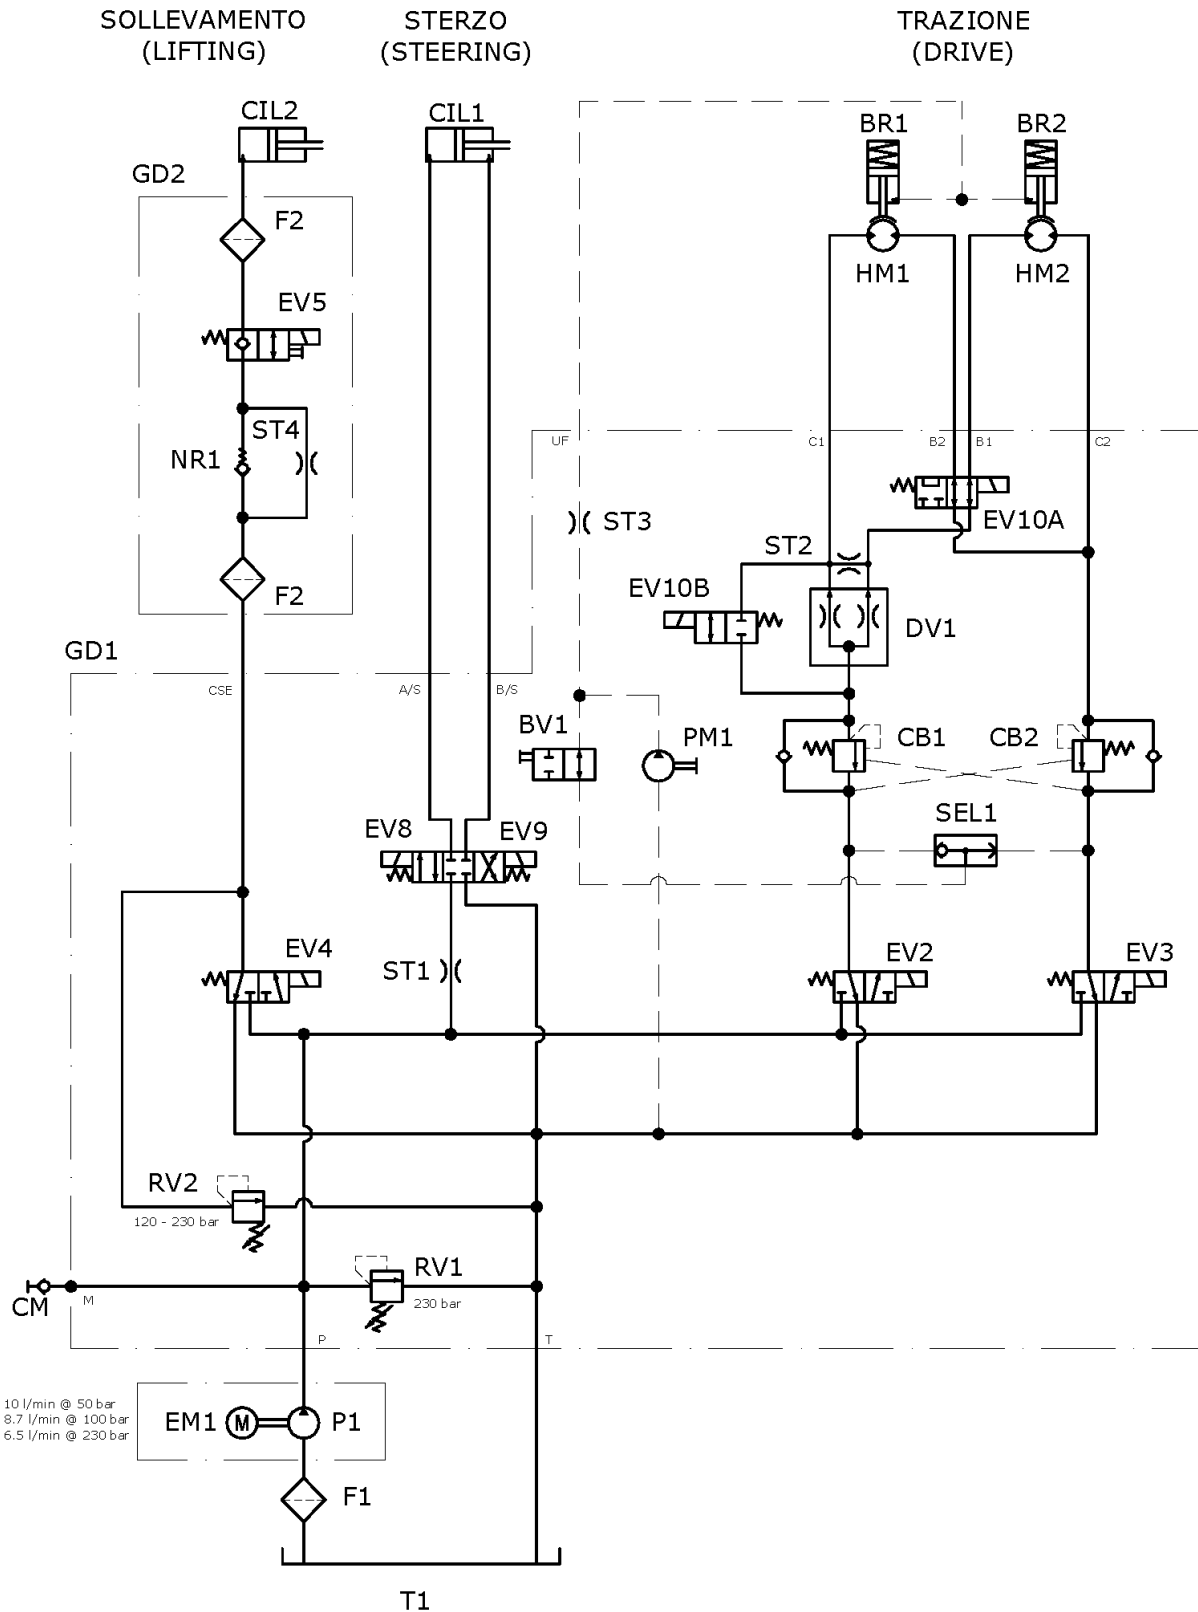 SOLLEVAMENTO
(LIFTING)
STERZO
(STEERING)
TRAZIONE
(DRIVE)
CIL2
CIL1
BR1
BR2
GD2
F2
HM1
HM2
EV5
ST4
NR1
UF
C1
B2
B1
C2
ST3
EV10A
ST2
F2
EV10B
DV1
GD1
CSE
A/S
B/S
BV1
PM1
CB1
CB2
EV8
EV9
SEL1
EV4
ST1
EV2
EV3
RV2
120 - 230 bar
RV1
230 bar
CM
M
P
T
10 l/min @ 50 bar
8.7 l/min @ 100 bar
6.5 l/min @ 230 bar
EM1
M
P1
F1
T1